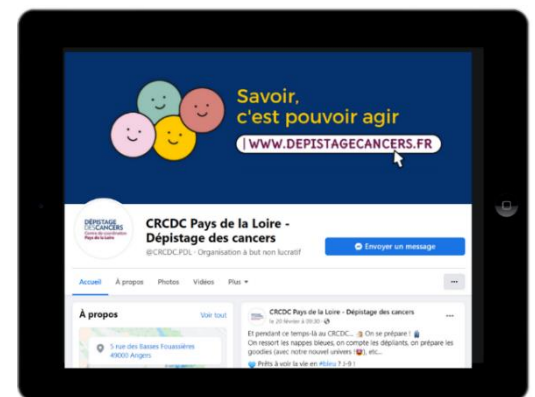 Savoir,
c'est pouvoir agir
WWW.DEPISTAGECANCERS.FR
DÉPISTAGE
DES CANCERS
Centre de coordination
Pays de la Loire
CRCDC Pays de la Loire -
Dépistage des cancers
@CRCDC.PDL · Organisation à but non lucratif
Envoyer un message
Accueil À propos Photos Vidéos Plus
À propos Voir tout
5 rue des Basses Fouassières
49000 Angers
CRCDC Pays de la Loire - Dépistage des cancers
le 20 février à 09:30
Et pendant ce temps-là au CRCDC... On se prépare !
On ressort les nappes bleues, on compte les dépliants, on prépare les
goodies (avec notre nouvel univers !), etc...
Prêts à voir la vie en #bleu ? J-9 !